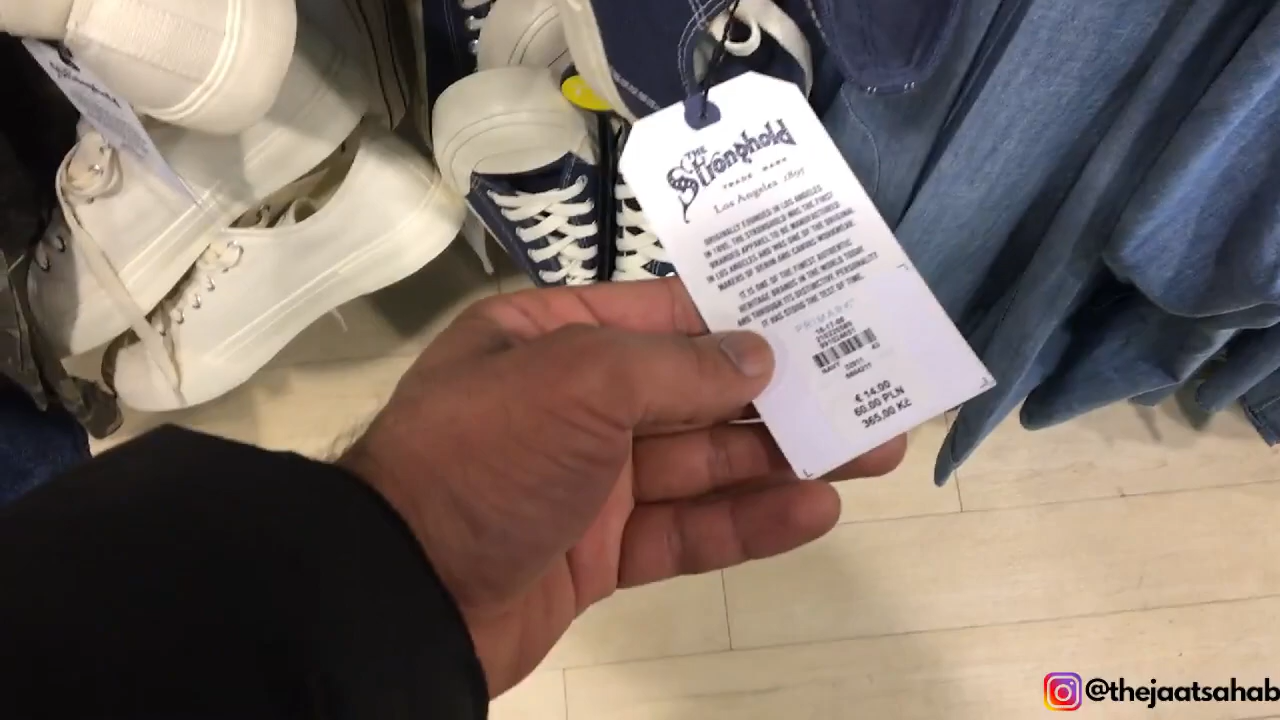 THE
Stronghold
TRADE MARK
Los Angeles 1895
ORIGINALLY FOUNDED IN LOS ANGELES
IN 1895, THE STRONGHOLD WAS THE FIRST
BRANDED APPAREL TO BE MANUFACTURED
IN LOS ANGELES AND WAS ONE OF THE ORIGINAL
MAKERS OF DENIM AND CANVAS WORKWEAR.
IT IS ONE OF THE FINEST AUTHENTIC
HERITAGE BRANDS IN THE WORLD TODAY
AND THROUGH ITS DISTINCTIVE PERSONALITY
IT HAS STOOD THE TEST OF TIME.
PRIMARK
NAVY
43
€ 14.00
60.00 PLN
365.00 Kč
@thejaatsahab